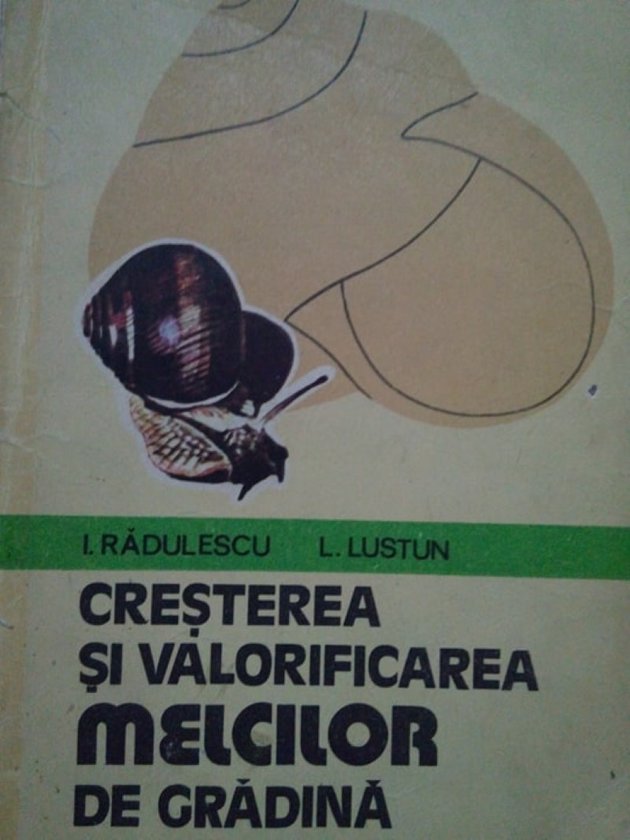 I. RĂDULESCU L. LUSTUN
CREȘTEREA
ȘI VALORIFICAREA
MELCILOR
DE GRĂDINĂ